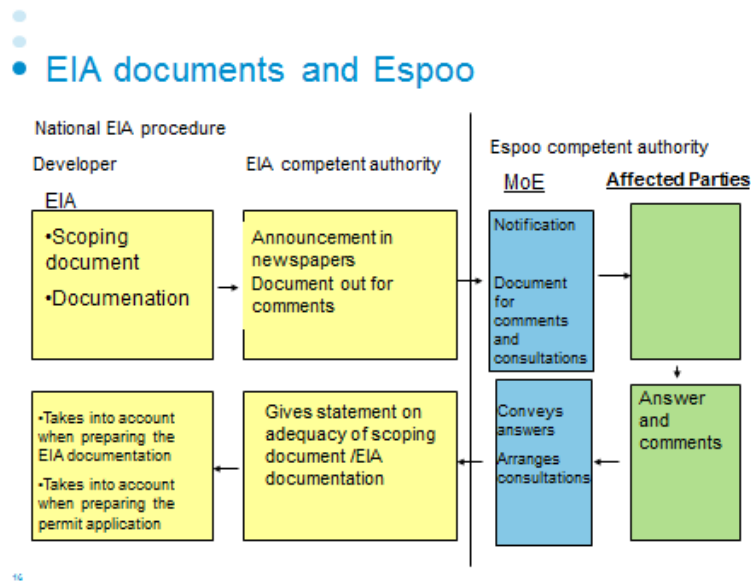 • EIA documents and Espoo
National EIA procedure
Developer
EIA competent authority
Espoo competent authority
MoE
Affected Parties
EIA
•Scoping
document
•Documenation
Announcement in
newspapers
Document out for
comments
Notification
Document
for
comments
and
consultations
Answer
and
comments
Conveys
answers
Arranges
consultations
Gives statement on
adequacy of scoping
document /EIA
documentation
•Takes into account
when preparing the
EIA documentation
•Takes into account
when preparing the
permit application
16